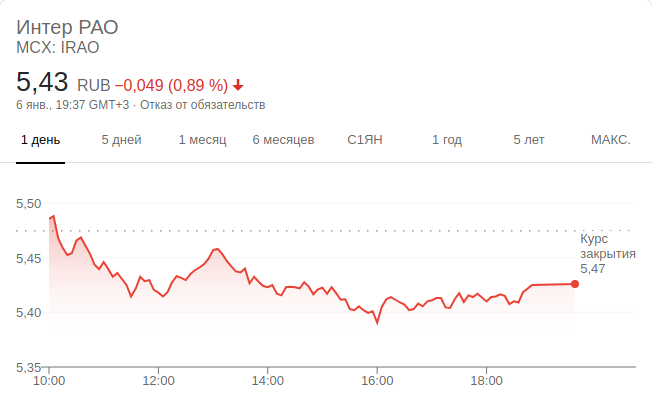 Интер РАО
MCX: IRAO
5,43 RUB −0,049 (0,89 %)
6 янв., 19:37 GMT+3 · Отказ от обязательств
1 день 5 дней 1 месяц 6 месяцев С1ЯН 1 год 5 лет МАКС.
5,50
Курс
закрытия
5,47
5,45
5,40
5,35
10:00 12:00 14:00 16:00 18:00